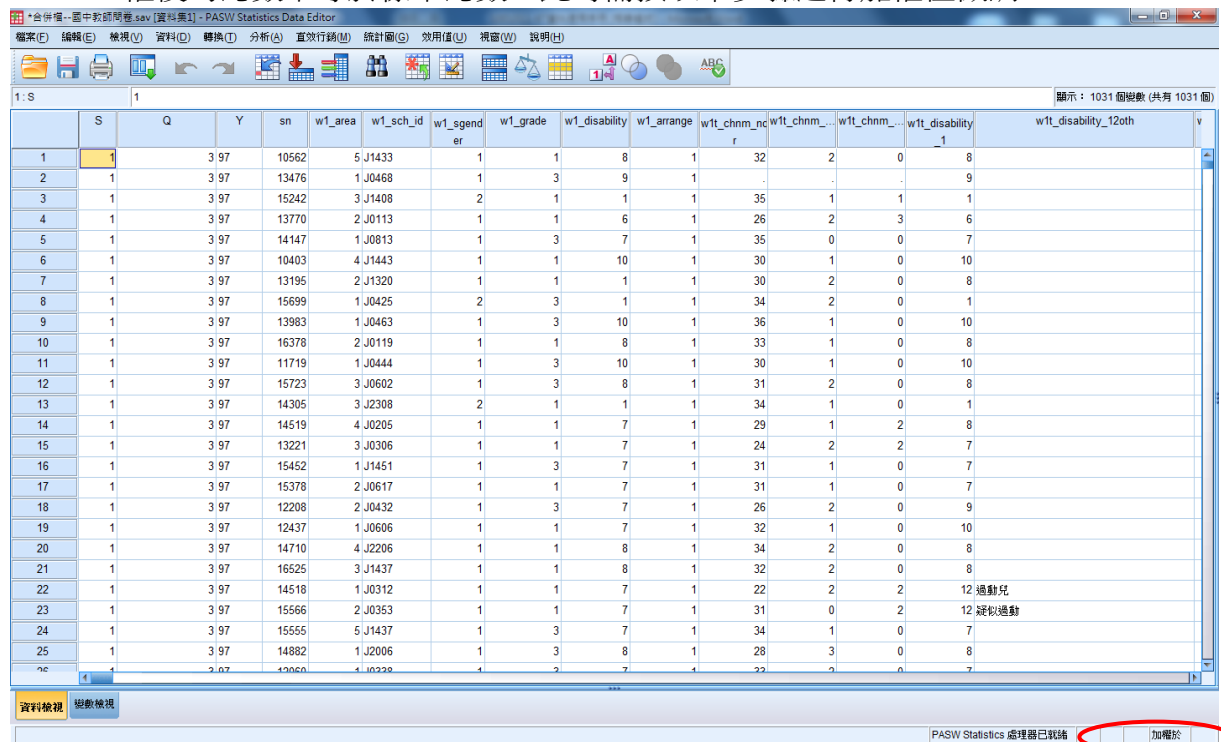 *合併檔--國中教師問卷.sav [資料集1] - PASW Statistics Data Editor
檔案(F) 編輯(E) 檢視(V) 資料(D) 轉換(T) 分析(A) 直效行銷(M) 統計圖(G) 效用值(U) 視窗(W) 說明(H)
1 : S 1 顯示： 1031 個變數 (共有 1031 個)
S Q Y sn w1_area w1_sch_id w1_sgender w1_grade w1_disability w1_arrange w1t_chnm_nor w1t_chnm_... w1t_chnm_... w1t_disability_1 w1t_disability_12oth
1 1 3 97 10562 5 J1433 1 1 8 1 32 2 0 8
2 1 3 97 13476 1 J0468 1 3 9 1 . . . 9
3 1 3 97 15242 3 J1408 2 1 1 1 35 1 1 1
4 1 3 97 13770 2 J0113 1 1 6 1 26 2 3 6
5 1 3 97 14147 1 J0813 1 3 7 1 35 0 0 7
6 1 3 97 10403 4 J1443 1 1 10 1 30 1 0 10
7 1 3 97 13195 2 J1320 1 1 1 1 30 2 0 8
8 1 3 97 15699 1 J0425 2 3 1 1 34 2 0 1
9 1 3 97 13983 1 J0463 1 3 10 1 36 1 0 10
10 1 3 97 16378 2 J0119 1 1 8 1 33 1 0 8
11 1 3 97 11719 1 J0444 1 3 10 1 30 1 0 10
12 1 3 97 15723 3 J0602 1 3 8 1 31 2 0 8
13 1 3 97 14305 3 J2308 2 1 1 1 34 1 0 1
14 1 3 97 14519 4 J0205 1 1 7 1 29 1 2 8
15 1 3 97 13221 3 J0306 1 1 7 1 24 2 2 7
16 1 3 97 15452 1 J1451 1 3 7 1 31 1 0 7
17 1 3 97 15378 2 J0617 1 1 7 1 31 1 0 7
18 1 3 97 12208 2 J0432 1 3 7 1 26 2 0 9
19 1 3 97 12437 1 J0606 1 1 7 1 32 1 0 10
20 1 3 97 14710 4 J2206 1 1 8 1 34 2 0 8
21 1 3 97 16525 3 J1437 1 1 8 1 32 2 0 8
22 1 3 97 14518 1 J0312 1 1 7 1 22 2 2 12 過動兒
23 1 3 97 15566 2 J0353 1 1 7 1 31 0 2 12 疑似過動
24 1 3 97 15555 5 J1437 1 3 7 1 34 1 0 7
25 1 3 97 14882 1 J2006 1 3 8 1 28 3 0 8
資料檢視 變數檢視
PASW Statistics 處理器已就緒 加權於